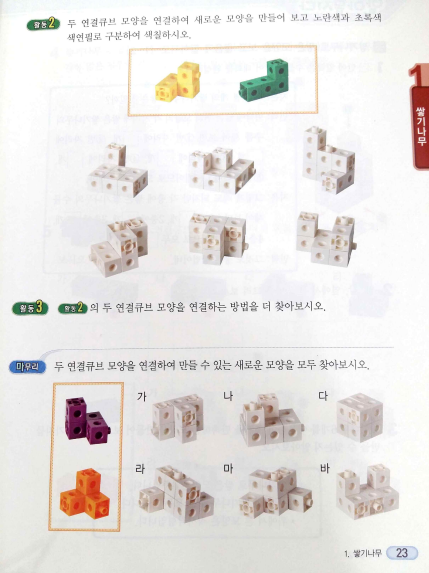 활동2 두 연결큐브 모양을 연결하여 새로운 모양을 만들어 보고 노란색과 초록색
색연필로 구분하여 색칠하시오.
1
쌓기나무
활동3 활동2의 두 연결큐브 모양을 연결하는 방법을 더 찾아보시오.
마무리 두 연결큐브 모양을 연결하여 만들 수 있는 새로운 모양을 모두 찾아보시오.
가 나 다
라 마 바
1. 쌓기나무 23